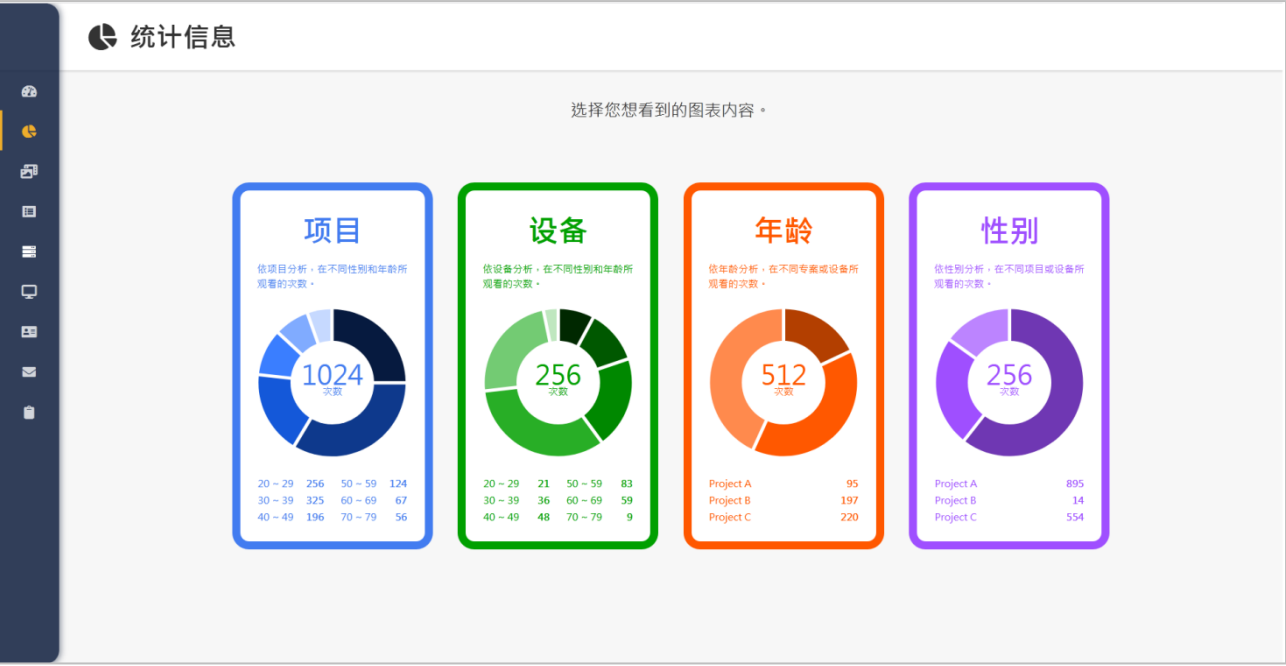 统计信息
选择您想看到的图表内容。
项目
依项目分析，在不同性别和年龄所
观看的次数。
1024
次数
20 ~ 29 256 50 ~ 59 124
30 ~ 39 325 60 ~ 69 67
40 ~ 49 196 70 ~ 79 56
设备
依设备分析，在不同性别和年龄所
观看的次数。
256
次数
20 ~ 29 21 50 ~ 59 83
30 ~ 39 36 60 ~ 69 59
40 ~ 49 48 70 ~ 79 9
年龄
依年龄分析，在不同专案或设备所
观看的次数。
512
次数
Project A 95
Project B 197
Project C 220
性别
依性别分析，在不同项目或设备所
观看的次数。
256
次数
Project A 895
Project B 14
Project C 554